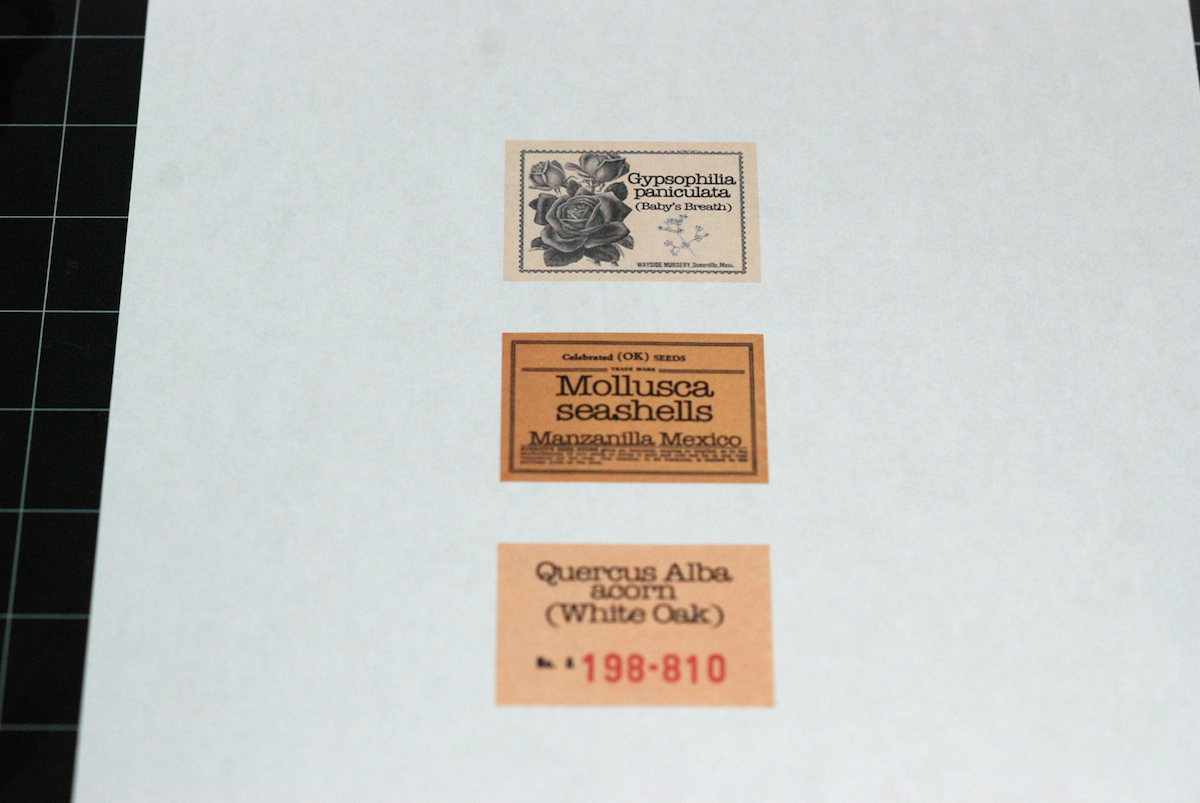 Gypsophilia
paniculata
(Baby's Breath)
WAYSIDE NURSERY, Somerville, Mass.
Celebrated (OK) SEEDS
TRADE MARK
Mollusca
seashells
Manzanilla Mexico
Quercus Alba
acorn
(White Oak)
No. A 198-810